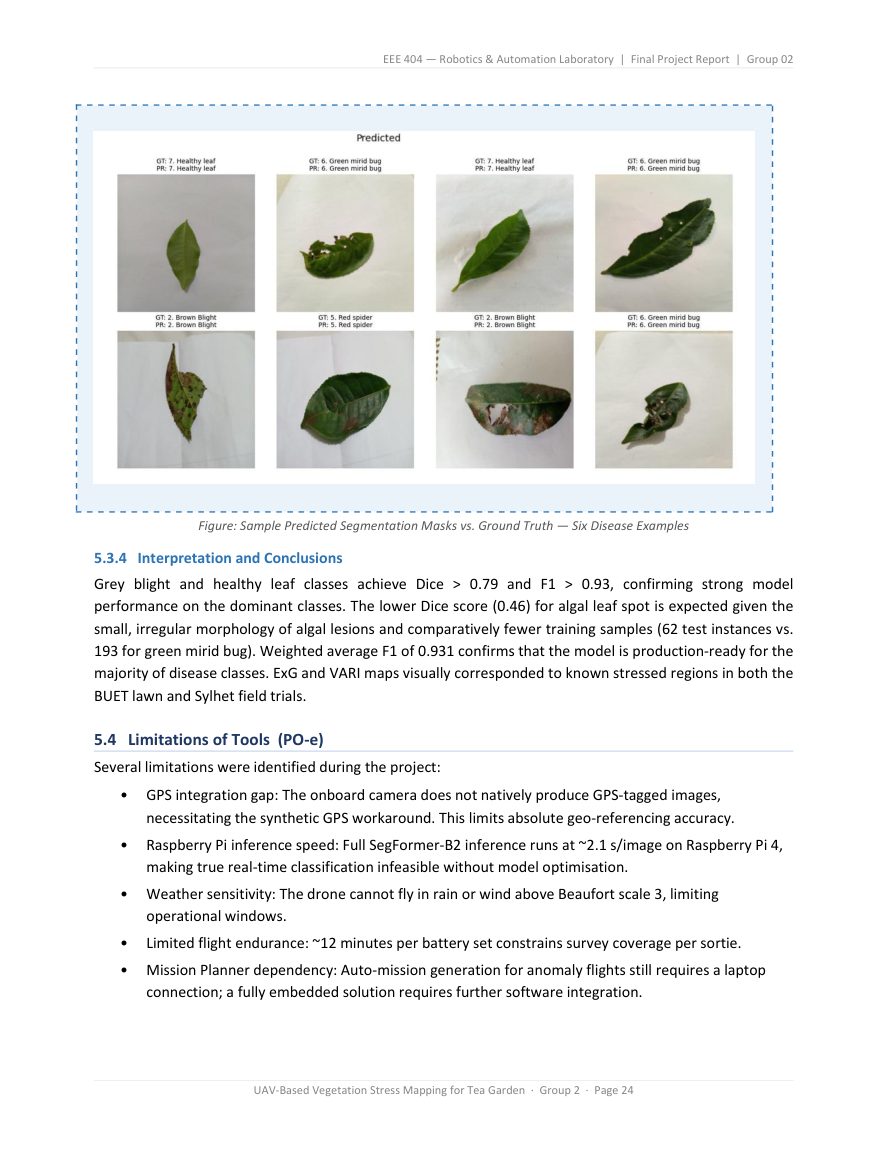 EEE 404 — Robotics & Automation Laboratory | Final Project Report | Group 02
Predicted
GT: 7. Healthy leaf
PR: 7. Healthy leaf
GT: 6. Green mirid bug
PR: 6. Green mirid bug
GT: 7. Healthy leaf
PR: 7. Healthy leaf
GT: 6. Green mirid bug
PR: 6. Green mirid bug
GT: 2. Brown Blight
PR: 2. Brown Blight
GT: 5. Red spider
PR: 5. Red spider
GT: 2. Brown Blight
PR: 2. Brown Blight
GT: 6. Green mirid bug
PR: 6. Green mirid bug
Figure: Sample Predicted Segmentation Masks vs. Ground Truth — Six Disease Examples
5.3.4 Interpretation and Conclusions
Grey blight and healthy leaf classes achieve Dice > 0.79 and F1 > 0.93, confirming strong model
performance on the dominant classes. The lower Dice score (0.46) for algal leaf spot is expected given the
small, irregular morphology of algal lesions and comparatively fewer training samples (62 test instances vs.
193 for green mirid bug). Weighted average F1 of 0.931 confirms that the model is production-ready for the
majority of disease classes. ExG and VARI maps visually corresponded to known stressed regions in both the
BUET lawn and Sylhet field trials.
5.4 Limitations of Tools (PO-e)
Several limitations were identified during the project:
• GPS integration gap: The onboard camera does not natively produce GPS-tagged images,
necessitating the synthetic GPS workaround. This limits absolute geo-referencing accuracy.
• Raspberry Pi inference speed: Full SegFormer-B2 inference runs at ~2.1 s/image on Raspberry Pi 4,
making true real-time classification infeasible without model optimisation.
• Weather sensitivity: The drone cannot fly in rain or wind above Beaufort scale 3, limiting
operational windows.
• Limited flight endurance: ~12 minutes per battery set constrains survey coverage per sortie.
• Mission Planner dependency: Auto-mission generation for anomaly flights still requires a laptop
connection; a fully embedded solution requires further software integration.
UAV-Based Vegetation Stress Mapping for Tea Garden · Group 2 · Page 24